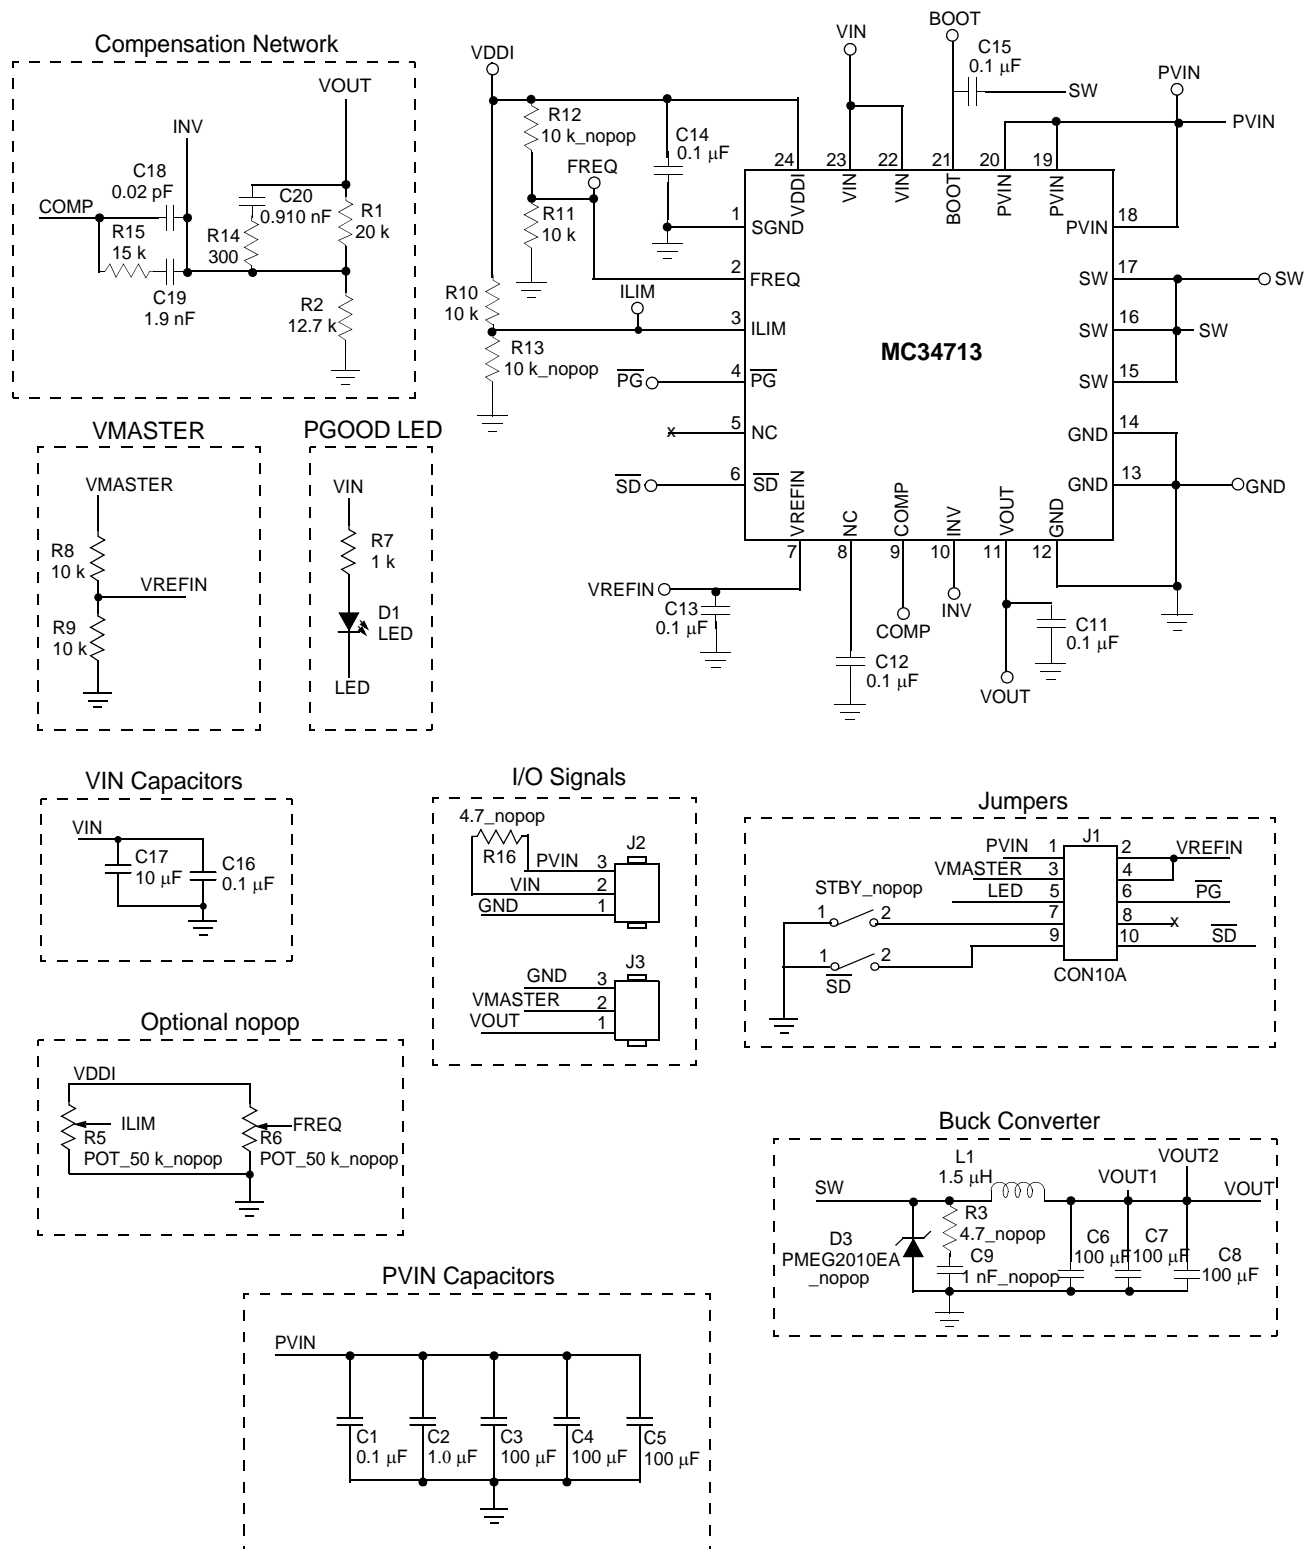 Compensation Network
VOUT
INV
C18
0.02 pF
COMP
R15
15 k
C19
1.9 nF
C20
0.910 nF
R14
300
R1
20 k
R2
12.7 k
VDDI
R12
10 k_nopop
FREQ
R11
10 k
C14
0.1 µF
R10
10 k
ILIM
R13
10 k_nopop
PG
x
SD
VIN
BOOT
C15
0.1 µF
SW
PVIN
PVIN
24
23
22
21
20
19
VDDI
VIN
VIN
BOOT
PVIN
PVIN
1
SGND
2
FREQ
3
ILIM
4
PG
5
NC
6
SD
MC34713
18
PVIN
17
SW
SW
16
SW
SW
15
SW
14
GND
13
GND
GND
VREFIN
NC
COMP
INV
VOUT
GND
7
8
9
10
11
12
VREFIN
C13
0.1 µF
C12
0.1 µF
COMP
INV
VOUT
C11
0.1 µF
VMASTER
VMASTER
R8
10 k
VREFIN
R9
10 k
PGOOD LED
VIN
R7
1 k
D1
LED
LED
VIN Capacitors
VIN
C17
10 µF
C16
0.1 µF
I/O Signals
4.7_nopop
R16
PVIN 3
VIN 2
GND 1
J2
GND 3
VMASTER 2
VOUT 1
J3
Jumpers
J1
PVIN 1
2 VREFIN
VMASTER 3
4
LED 5
6 PG
STBY_nopop
1 2
7
8 x
1 2
9
10 SD
SD
CON10A
Optional nopop
VDDI
ILIM
R5
POT_50 k_nopop
FREQ
R6
POT_50 k_nopop
Buck Converter
L1
1.5 µH
SW
VOUT1
VOUT2
VOUT
D3
PMEG2010EA
_nopop
R3
4.7_nopop
C9
1 nF_nopop
C6
100 µF
C7
100 µF
C8
100 µF
PVIN Capacitors
PVIN
C1
0.1 µF
C2
1.0 µF
C3
100 µF
C4
100 µF
C5
100 µF